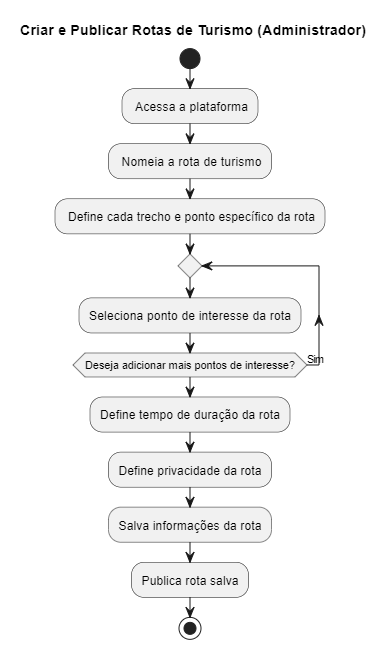 Criar e Publicar Rotas de Turismo (Administrador)
Acessa a plataforma
Nomeia a rota de turismo
Define cada trecho e ponto específico da rota
Seleciona ponto de interesse da rota
Deseja adicionar mais pontos de interesse?
Sim
Define tempo de duração da rota
Define privacidade da rota
Salva informações da rota
Publica rota salva